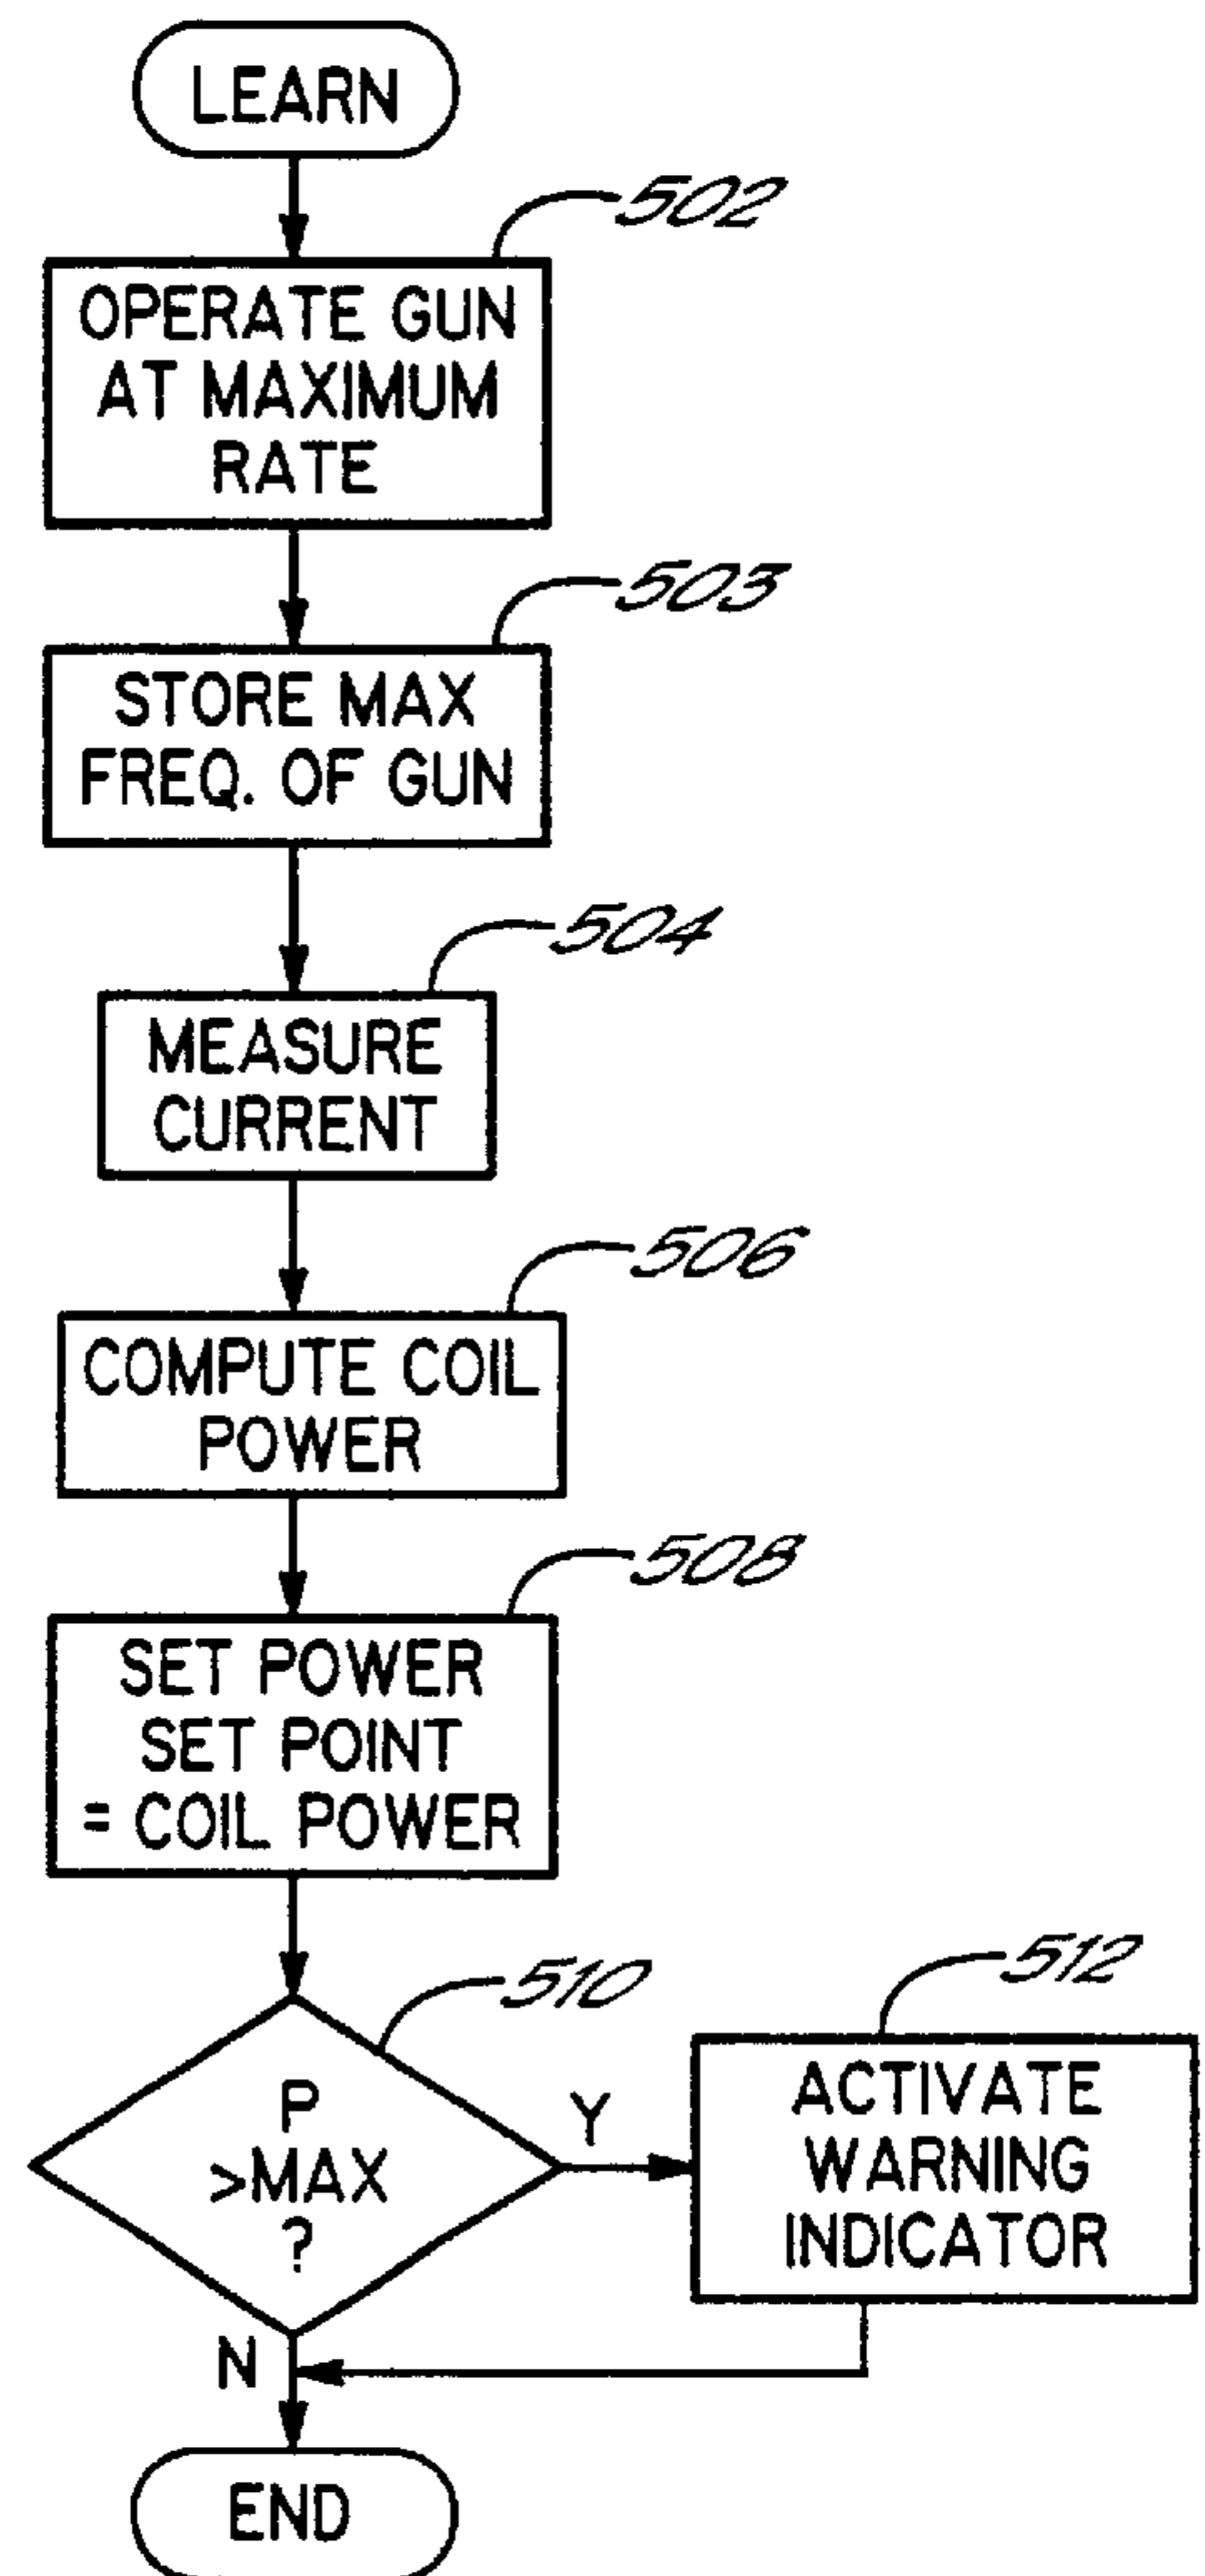 LEARN
502
OPERATE GUN
AT MAXIMUM
RATE
503
STORE MAX
FREQ. OF GUN
504
MEASURE
CURRENT
506
COMPUTE COIL
POWER
508
SET POWER
SET POINT
= COIL POWER
510
P
>MAX
?
Y
512
ACTIVATE
WARNING
INDICATOR
N
END